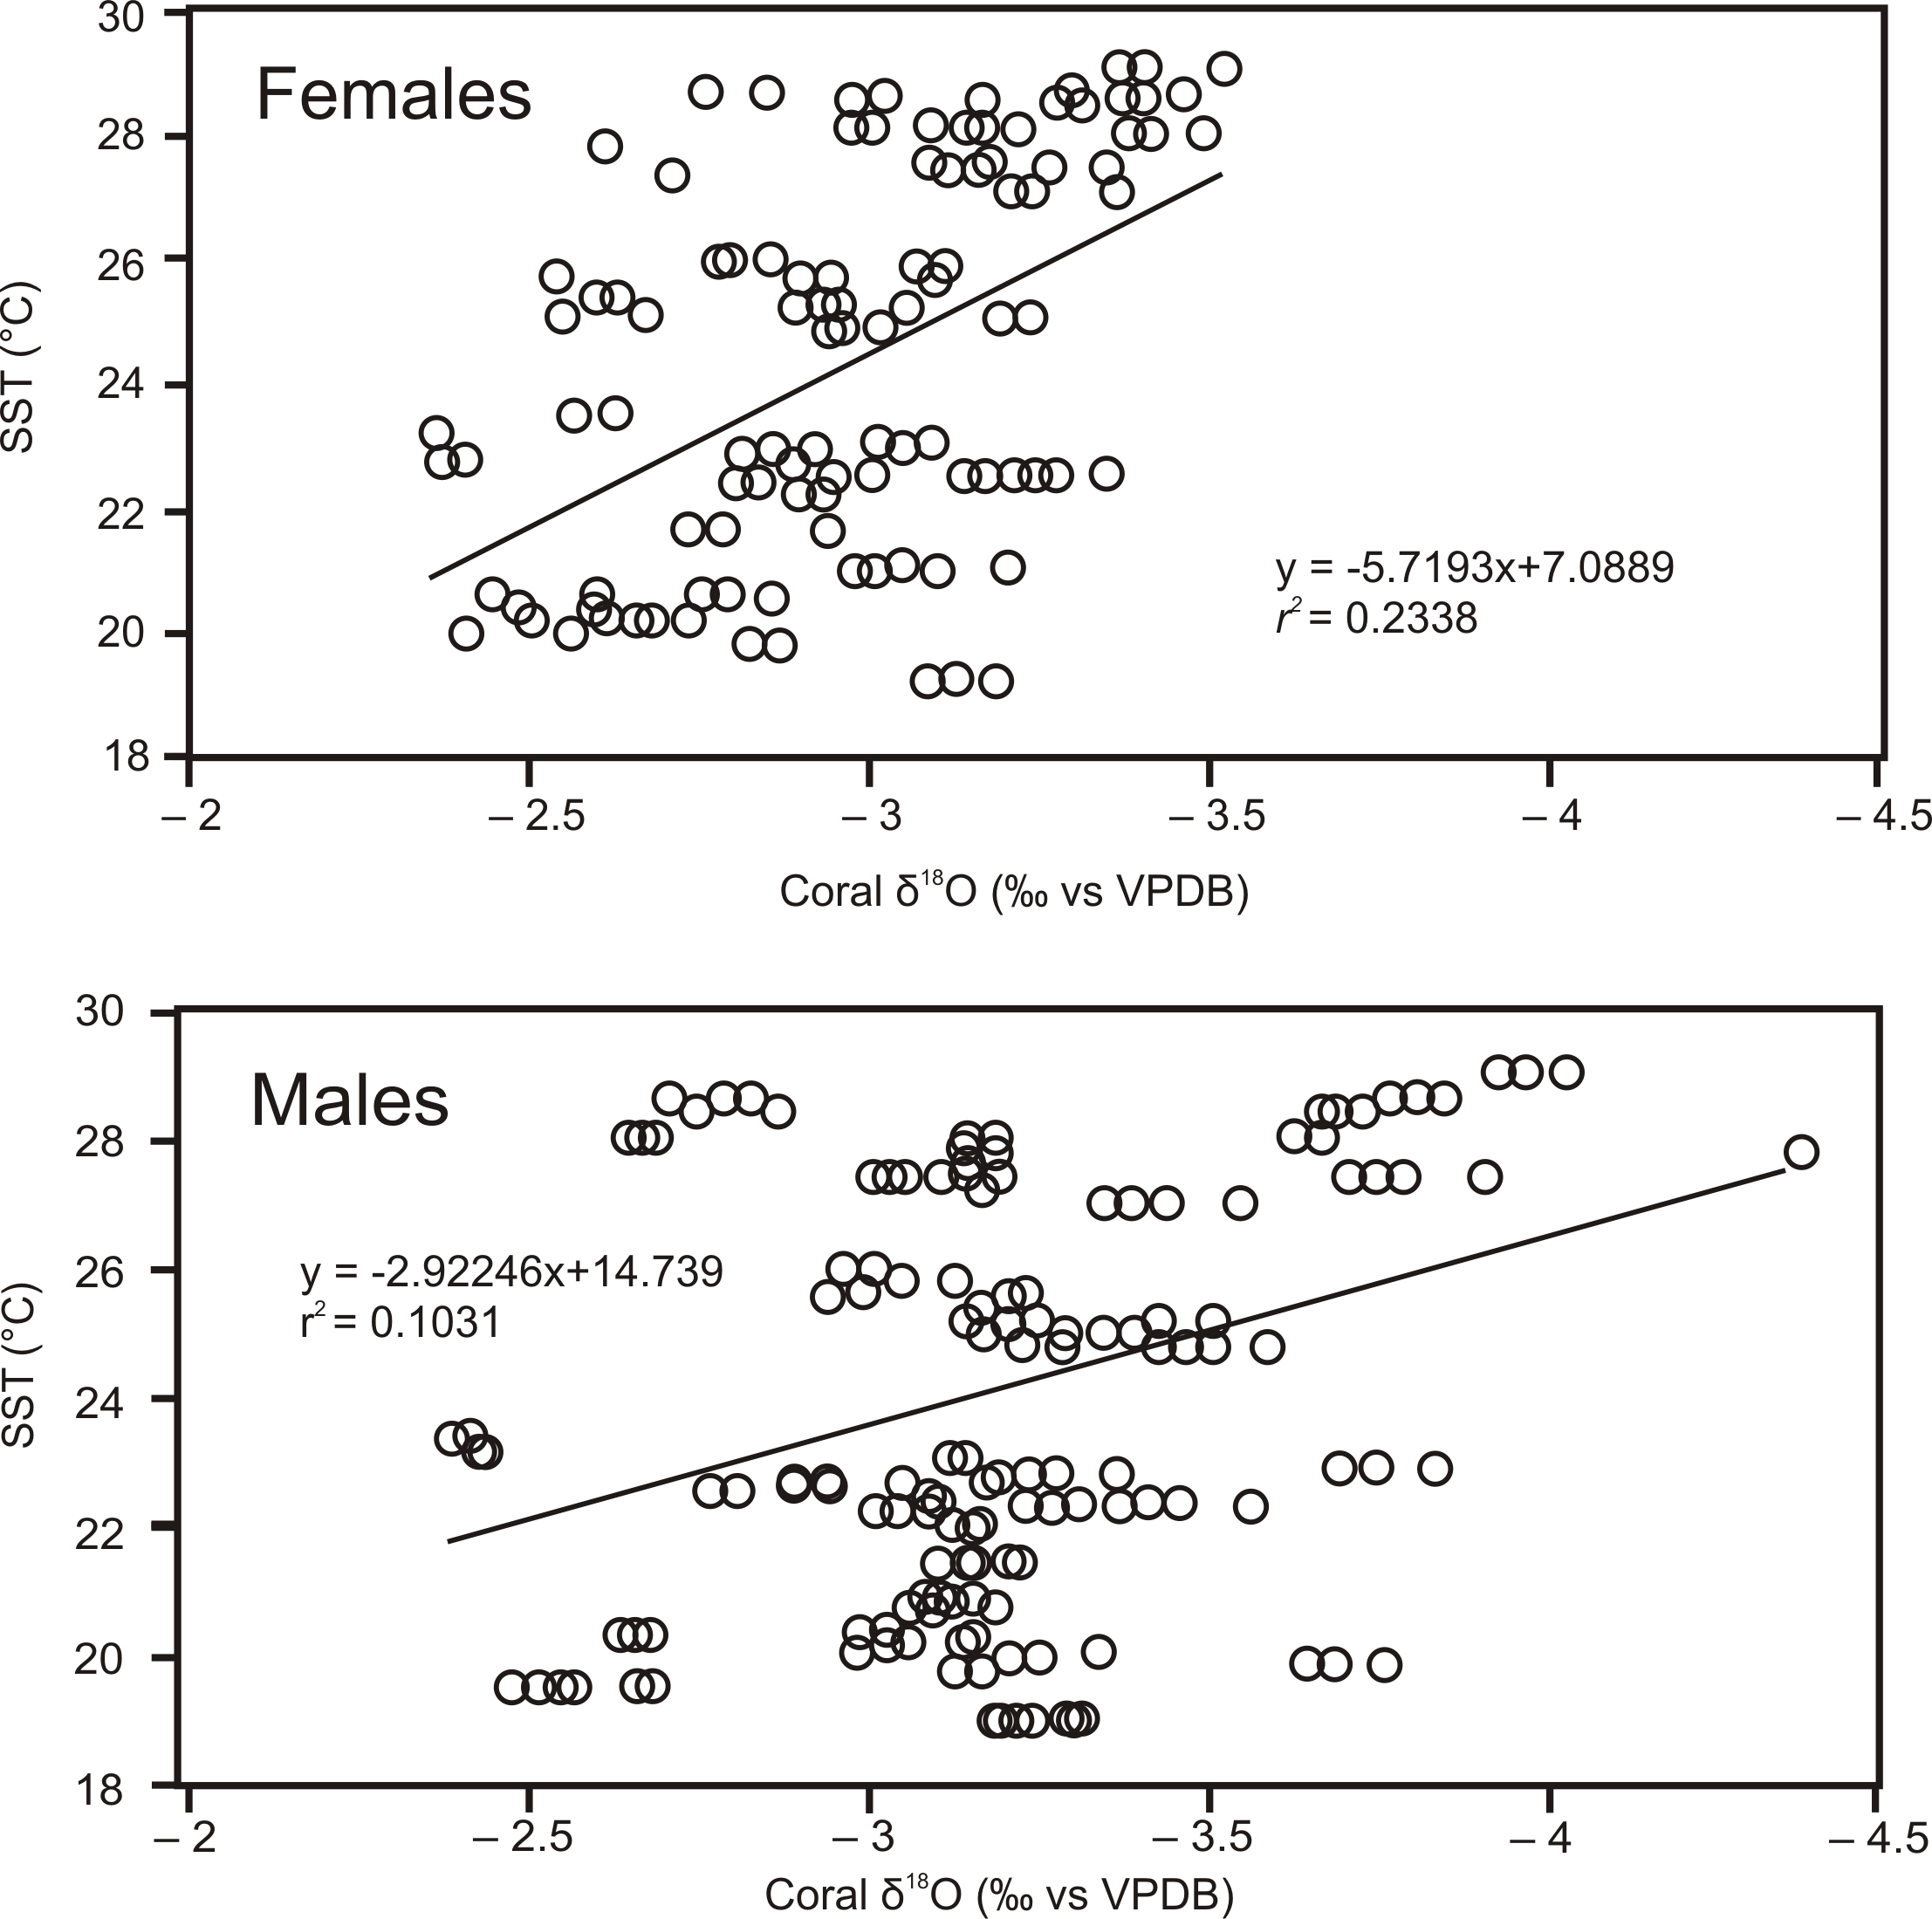 30
Females
28
26
24
22
20
18
SST (°C)
y = -5.7193x+7.0889
r2 = 0.2338
– 2 – 2.5 – 3 – 3.5 – 4 – 4.5
Coral δ18O (‰ vs VPDB)
30
Males
28
26
24
22
20
18
SST (°C)
y = -2.92246x+14.739
r2 = 0.1031
– 2 – 2.5 – 3 – 3.5 – 4 – 4.5
Coral δ18O (‰ vs VPDB)